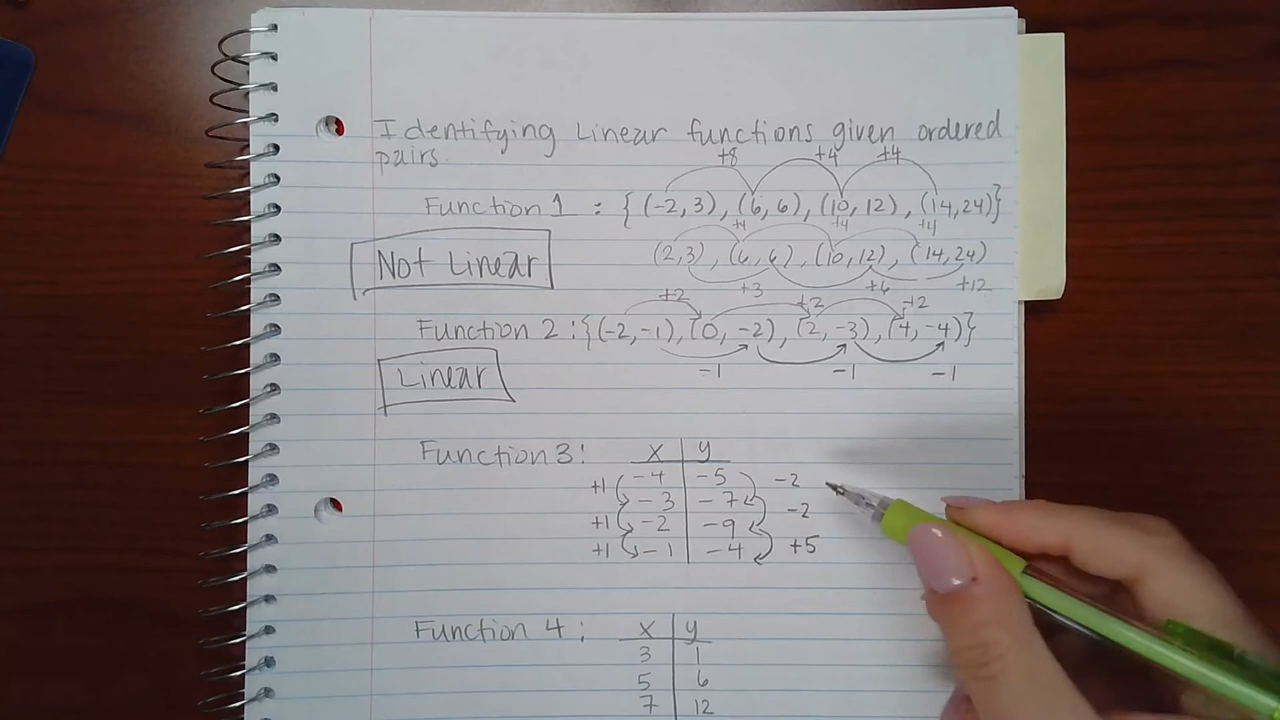 Identifying Linear functions given ordered
pairs.
+8 +4 +4
Function 1 : {(-2, 3), (6, 6), (10, 12), (14, 24)}
+4 +4 +4
Not Linear (2, 3), (6, 6), (10, 12), (14, 24)
+3 +6 +12
+2 +2 +2
Function 2 : {(-2, -1), (0, -2), (2, -3), (4, -4)}
Linear -1 -1 -1
Function 3 : x y
+1 -4 -5 -2
-3 -7 -2
+1 -2 -9
+1 -1 -4 +5
Function 4 : x y
3 1
5 6
7 12